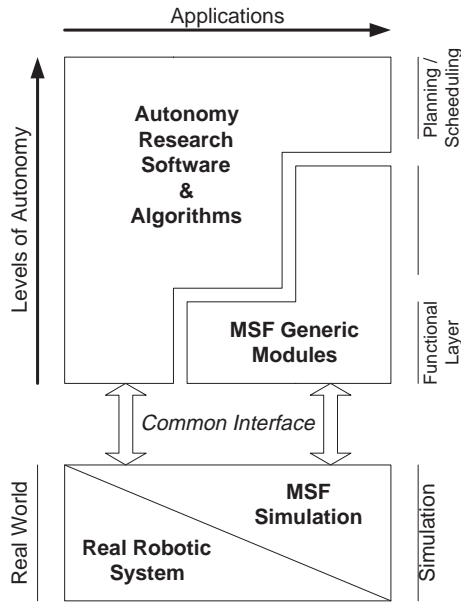 Applications
Levels of Autonomy
Autonomy
Research
Software
&
Algorithms
Planning /
Scheeduling
MSF Generic
Modules
Functional
Layer
Common Interface
Real World
MSF
Simulation
Real Robotic
System
Simulation